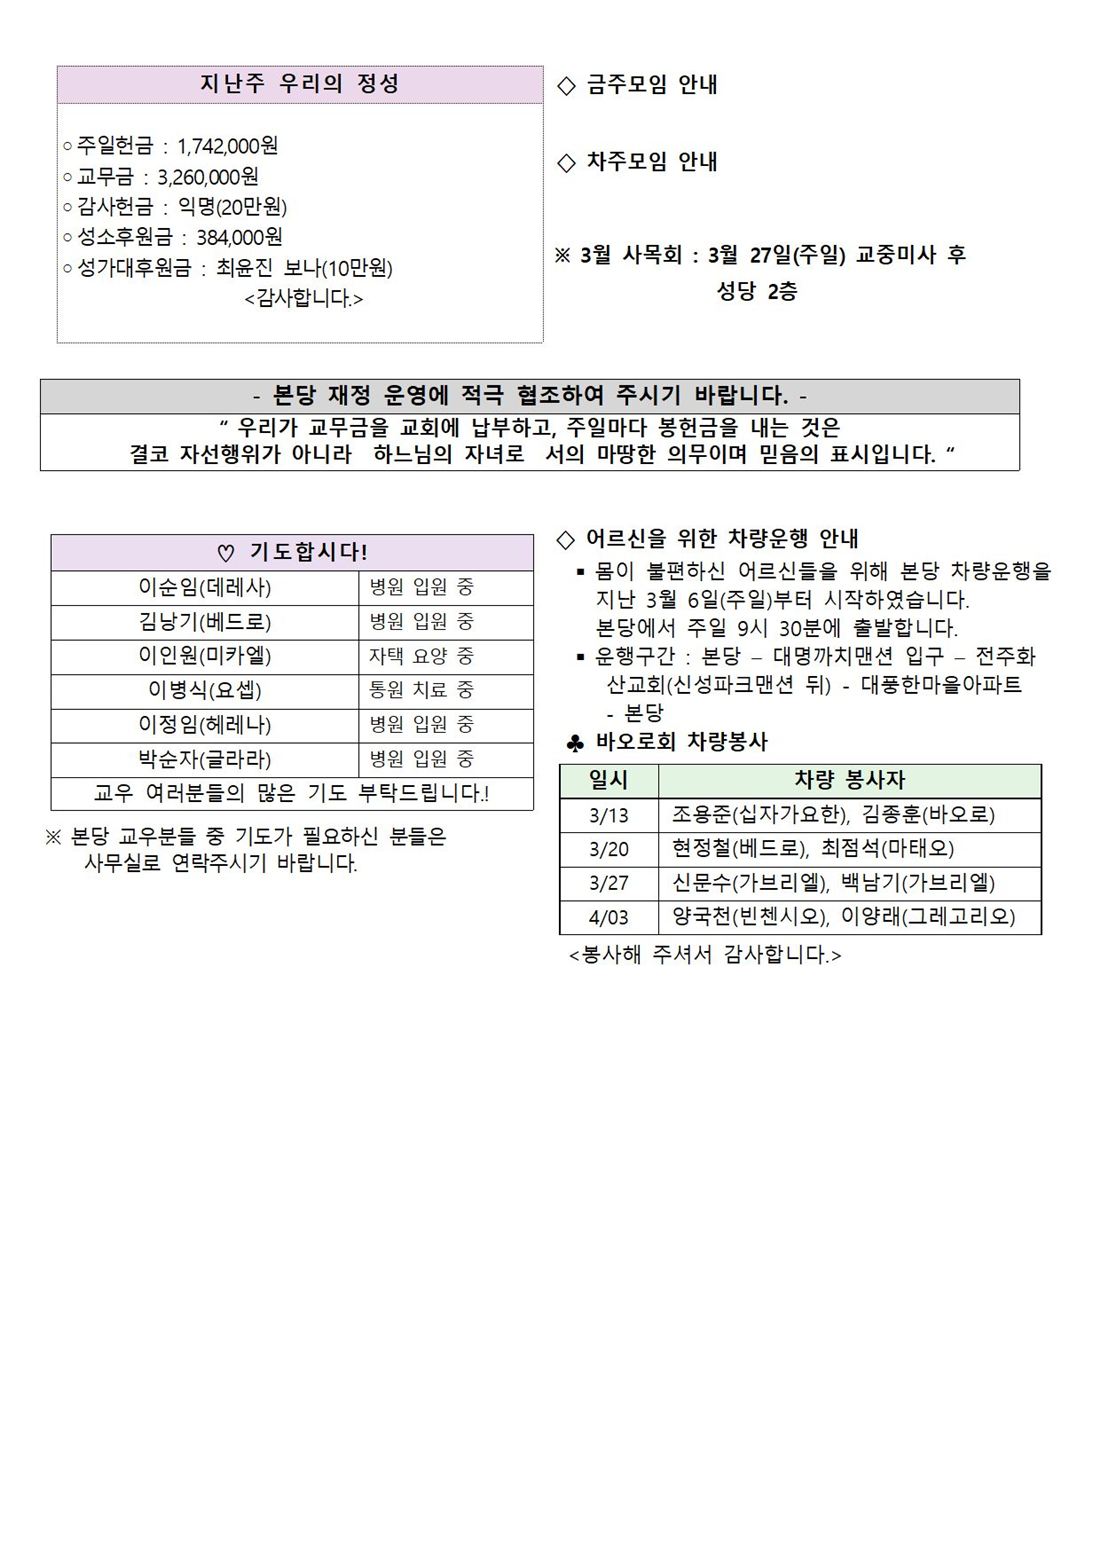 지난주 우리의 정성
○ 주일헌금 : 1,742,000원
○ 교무금 : 3,260,000원
○ 감사헌금 : 익명(20만원)
○ 성소후원금 : 384,000원
○ 성가대후원금 : 최윤진 보나(10만원)
<감사합니다.>
◇ 금주모임 안내
◇ 차주모임 안내
※ 3월 사목회 : 3월 27일(주일) 교중미사 후
성당 2층
- 본당 재정 운영에 적극 협조하여 주시기 바랍니다. -
“ 우리가 교무금을 교회에 납부하고, 주일마다 봉헌금을 내는 것은
결코 자선행위가 아니라 하느님의 자녀로 서의 마땅한 의무이며 믿음의 표시입니다. “
♡ 기도합시다!
이순임(데레사) 병원 입원 중
김낭기(베드로) 병원 입원 중
이인원(미카엘) 자택 요양 중
이병식(요셉) 통원 치료 중
이정임(헤레나) 병원 입원 중
박순자(글라라) 병원 입원 중
교우 여러분들의 많은 기도 부탁드립니다.!
※ 본당 교우분들 중 기도가 필요하신 분들은
사무실로 연락주시기 바랍니다.
◇ 어르신을 위한 차량운행 안내
▪ 몸이 불편하신 어르신들을 위해 본당 차량운행을
지난 3월 6일(주일)부터 시작하였습니다.
본당에서 주일 9시 30분에 출발합니다.
▪ 운행구간 : 본당 – 대명까치맨션 입구 – 전주화
산교회(신성파크맨션 뒤) - 대풍한마을아파트
- 본당
♣ 바오로회 차량봉사
일시 차량 봉사자
3/13 조용준(십자가요한), 김종훈(바오로)
3/20 현정철(베드로), 최점석(마태오)
3/27 신문수(가브리엘), 백남기(가브리엘)
4/03 양국천(빈첸시오), 이양래(그레고리오)
<봉사해 주셔서 감사합니다.>